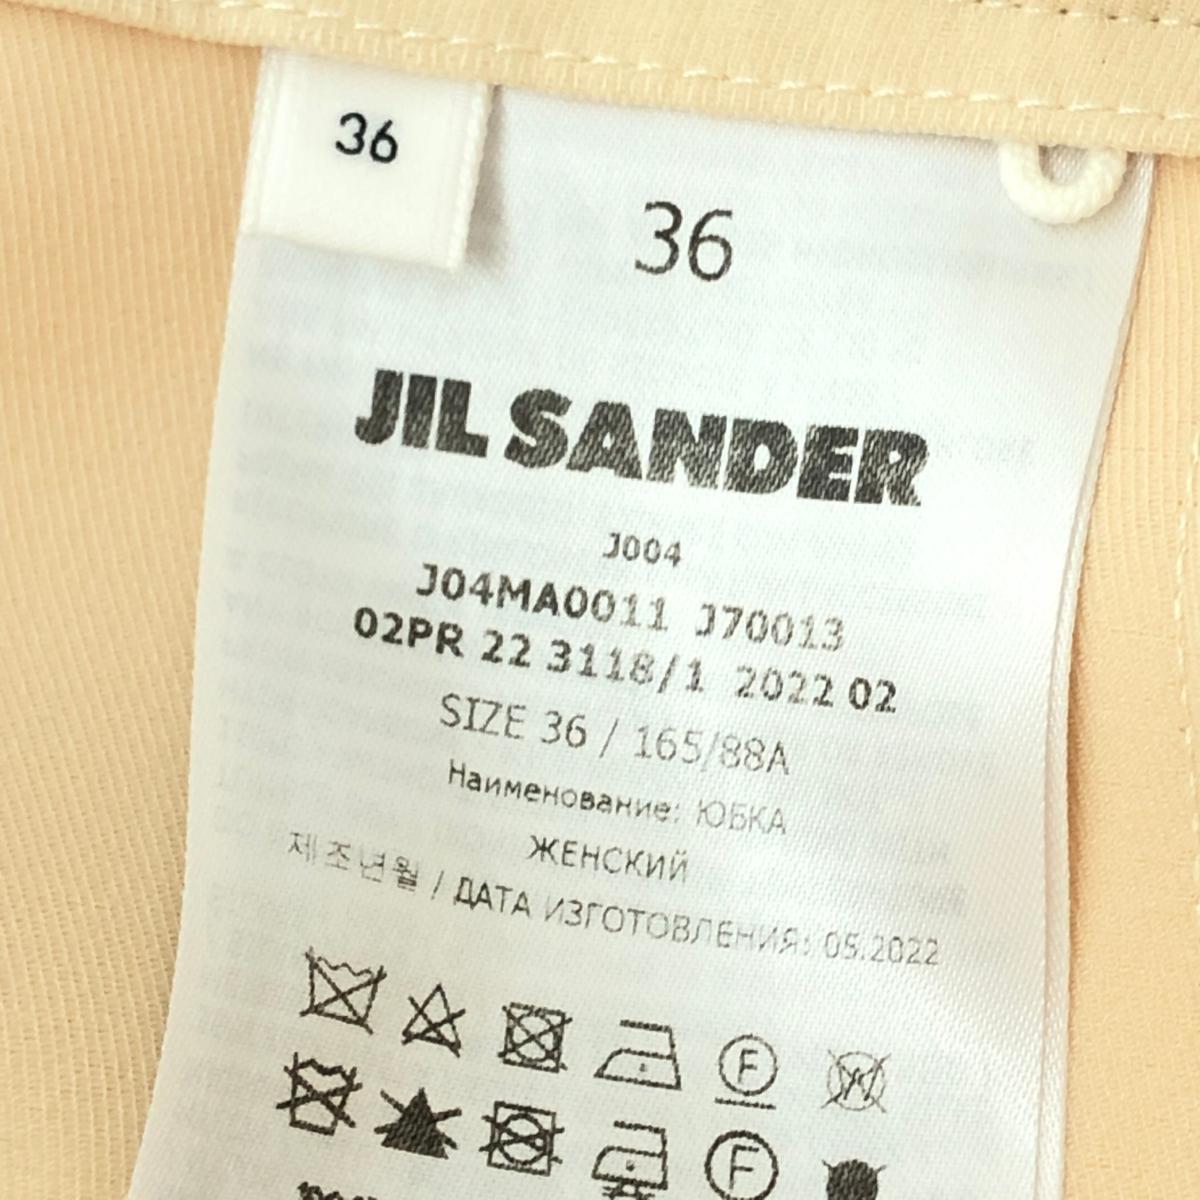 36
36
JIL SANDER
J004
J04MA0011 J70013
02PR 22 3118/1 2022 02
SIZE 36 / 165/88A
Наименование: ЮБКА
ЖЕНСКИЙ
제조년월 / ДАТА ИЗГОТОВЛЕНИЯ: 05.2022
F W
F